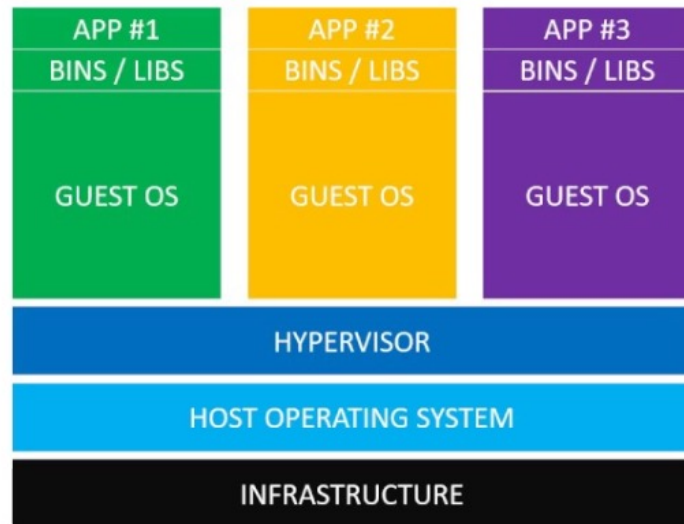 APP #1
APP #2
APP #3
BINS / LIBS
BINS / LIBS
BINS / LIBS
GUEST OS
GUEST OS
GUEST OS
HYPERVISOR
HOST OPERATING SYSTEM
INFRASTRUCTURE